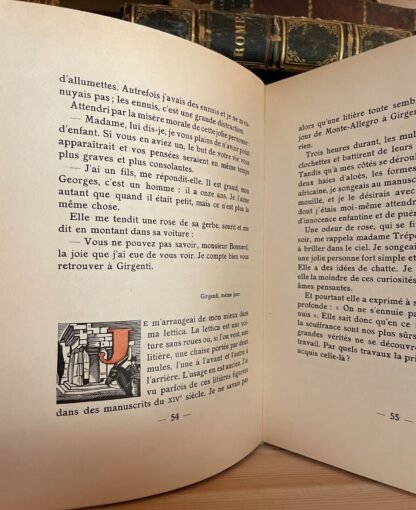 ROME
d'allumettes. Autrefois j'avais des ennuis et je ne m'en-
nuyais pas ; les ennuis, c'est une grande distraction.
Attendri par la misère morale de cette jolie personne :
— Madame, lui dis-je, je vous plains de n'avoir point
d'enfant. Si vous en aviez un, le but de votre vie vous
apparaîtrait et vos pensées seraient en même temps
plus graves et plus consolantes.
— J'ai un fils, me répondit-elle. Il est grand, mon
Georges, c'est un homme : il a onze ans. Je l'aime
autant que quand il était petit, mais ce n'est plus la
même chose.
Elle me tendit une rose de sa gerbe, sourit et me
dit en montant dans sa voiture :
— Vous ne pouvez pas savoir, monsieur Bonnard,
la joie que j'ai eue de vous voir. Je compte bien vous
retrouver à Girgenti.
Girgenti, même jour.
JE m'arrangeai de mon mieux dans
ma lettica. La lettica est une voi-
ture sans roues ou, si l'on veut, une
litière, une chaise portée par deux
mules, l'une à l'avant et l'autre à
l'arrière. L'usage en est ancien. J'ai
vu parfois de ces litières figurées
dans des manuscrits du XIVe siècle. Je ne savais pas
— 54 —
alors qu'une litière toute semb
jour de Monte-Allegro à Girgen
rien.
Trois heures durant, les mulet
clochettes et battirent de leurs
Tandis qu'à mes côtés se
deux haies d'aloès, les formes
africaine, je songeais au manusc
mouillé, et je le désirais avec
dont j'étais moi-même attendri
d'innocence enfantine et de pu
Une odeur de rose, qui se fo
soir, me rappela madame Trépo
à briller dans le ciel. Je songeais
une jolie personne fort simple et
Elle a des idées de chatte. Je
elle la moindre de ces curiosités
âmes pensantes.
Et pourtant elle a exprimé à s
profonde : « On ne s'ennuie pa
nuis ». Elle sait donc qu'en ce
la souffrance sont nos plus sûrs
grandes vérités ne se découvre
travail. Par quels travaux la prin
acquis celle-là ?
— 55 —